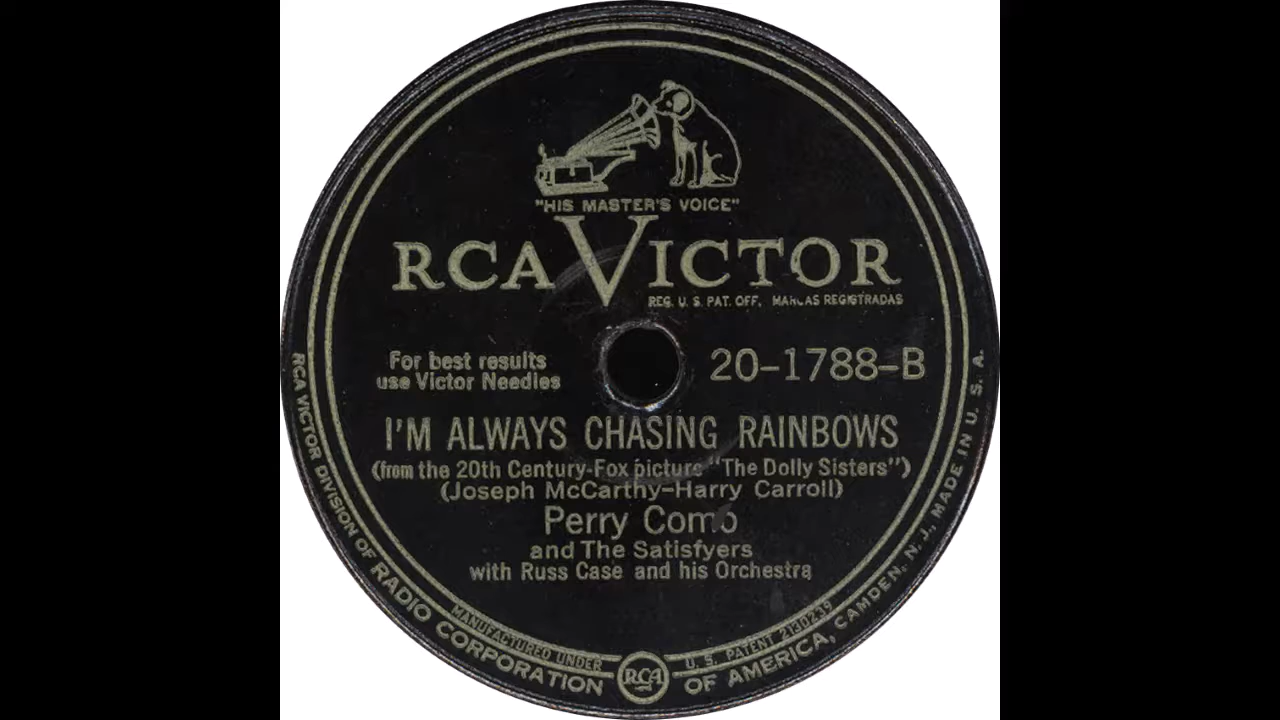 "HIS MASTER'S VOICE"
RCA VICTOR
REG. U. S. PAT. OFF. MARCAS REGISTRADAS
For best results
use Victor Needles
20-1788-B
I'M ALWAYS CHASING RAINBOWS
(from the 20th Century-Fox picture "The Dolly Sisters")
(Joseph McCarthy-Harry Carroll)
Perry Como
and The Satisfyers
with Russ Case and his Orchestra
MANUFACTURED UNDER U. S. PATENT 2130239
RCA VICTOR DIVISION OF RADIO CORPORATION OF AMERICA, CAMDEN, N. J., MADE IN U. S. A.
RCA